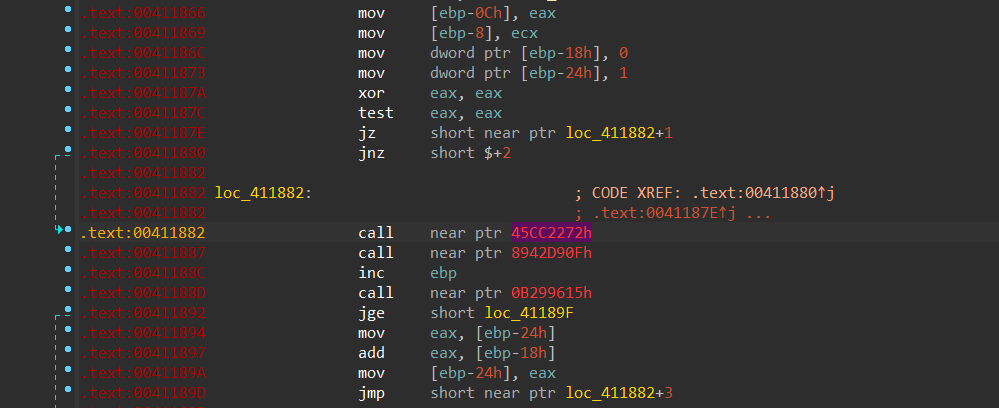 .text:00411866 mov [ebp-0Ch], eax
.text:00411869 mov [ebp-8], ecx
.text:0041186C mov dword ptr [ebp-18h], 0
.text:00411873 mov dword ptr [ebp-24h], 1
.text:0041187A xor eax, eax
.text:0041187C test eax, eax
.text:0041187E jz short near ptr loc_411882+1
.text:00411880 jnz short $+2
.text:00411882
.text:00411882 loc_411882: ; CODE XREF: .text:00411880↑j
.text:00411882 ; .text:0041187E↑j ...
.text:00411882 call near ptr 45CC2272h
.text:00411887 call near ptr 8942D90Fh
.text:0041188C inc ebp
.text:0041188D call near ptr 0B299615h
.text:00411892 jge short loc_41189F
.text:00411894 mov eax, [ebp-24h]
.text:00411897 add eax, [ebp-18h]
.text:0041189A mov [ebp-24h], eax
.text:0041189D jmp short near ptr loc_411882+3